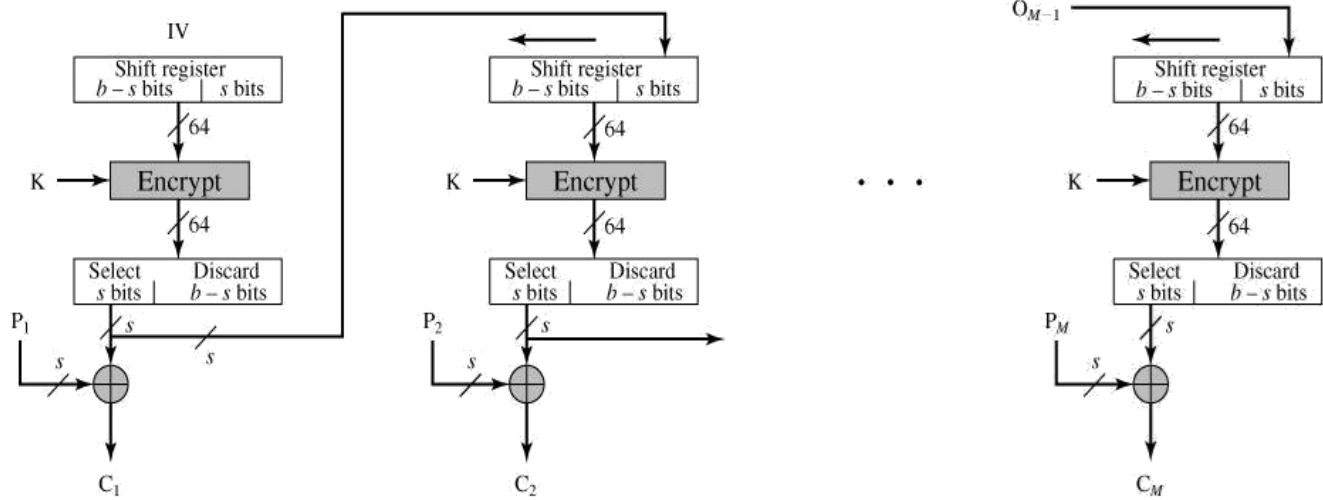 IV
Shift register
b – s bits | s bits
64
K
Encrypt
64
Select Discard
s bits | b – s bits
P1
s
s
s
C1
Shift register
b – s bits | s bits
64
K
Encrypt
64
Select Discard
s bits | b – s bits
P2
s
s
C2
. . .
OM–1
Shift register
b – s bits | s bits
64
K
Encrypt
64
Select Discard
s bits | b – s bits
PM
s
s
CM